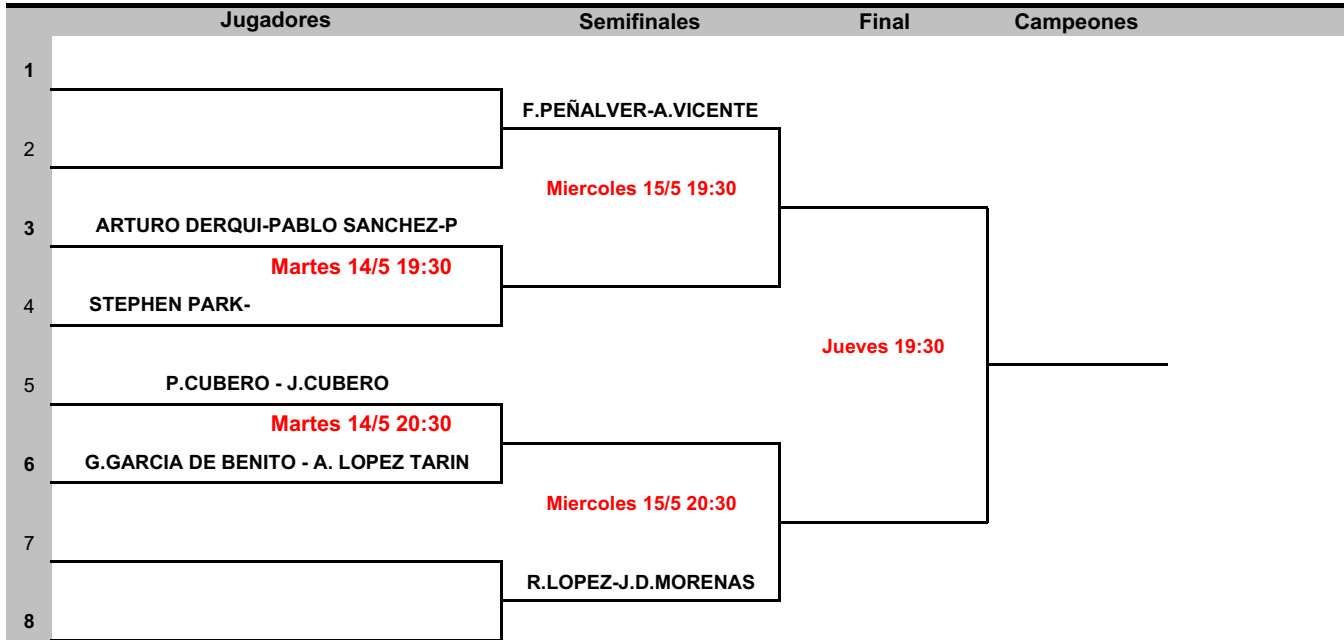 Jugadores Semifinales Final Campeones
1
F.PEÑALVER-A.VICENTE
2
Miercoles 15/5 19:30
3 ARTURO DERQUI-PABLO SANCHEZ-P
Martes 14/5 19:30
4 STEPHEN PARK-
Jueves 19:30
5 P.CUBERO - J.CUBERO
Martes 14/5 20:30
6 G.GARCIA DE BENITO - A. LOPEZ TARIN
Miercoles 15/5 20:30
7
R.LOPEZ-J.D.MORENAS
8